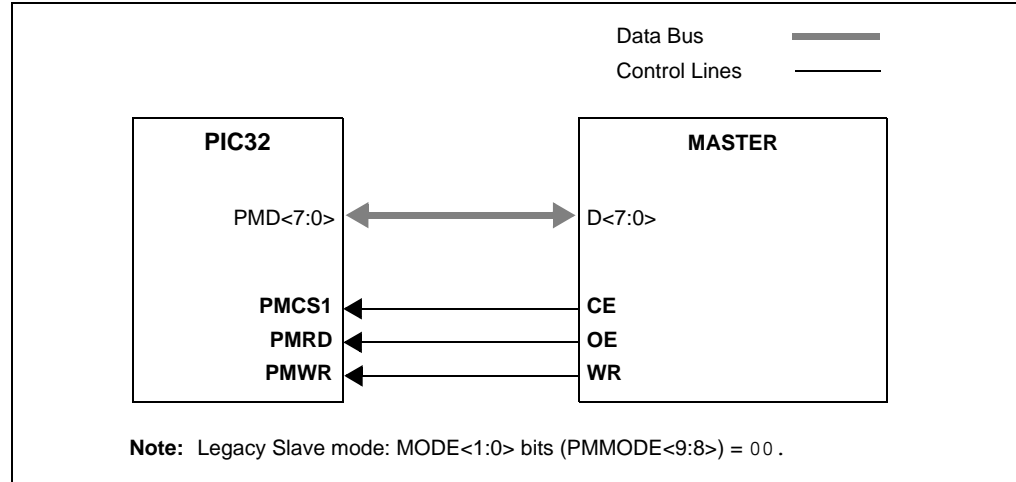 Data Bus
Control Lines
PIC32
MASTER
PMD<7:0>
D<7:0>
PMCS1
CE
PMRD
OE
PMWR
WR
Note: Legacy Slave mode: MODE<1:0> bits (PMMODE<9:8>) = 00.